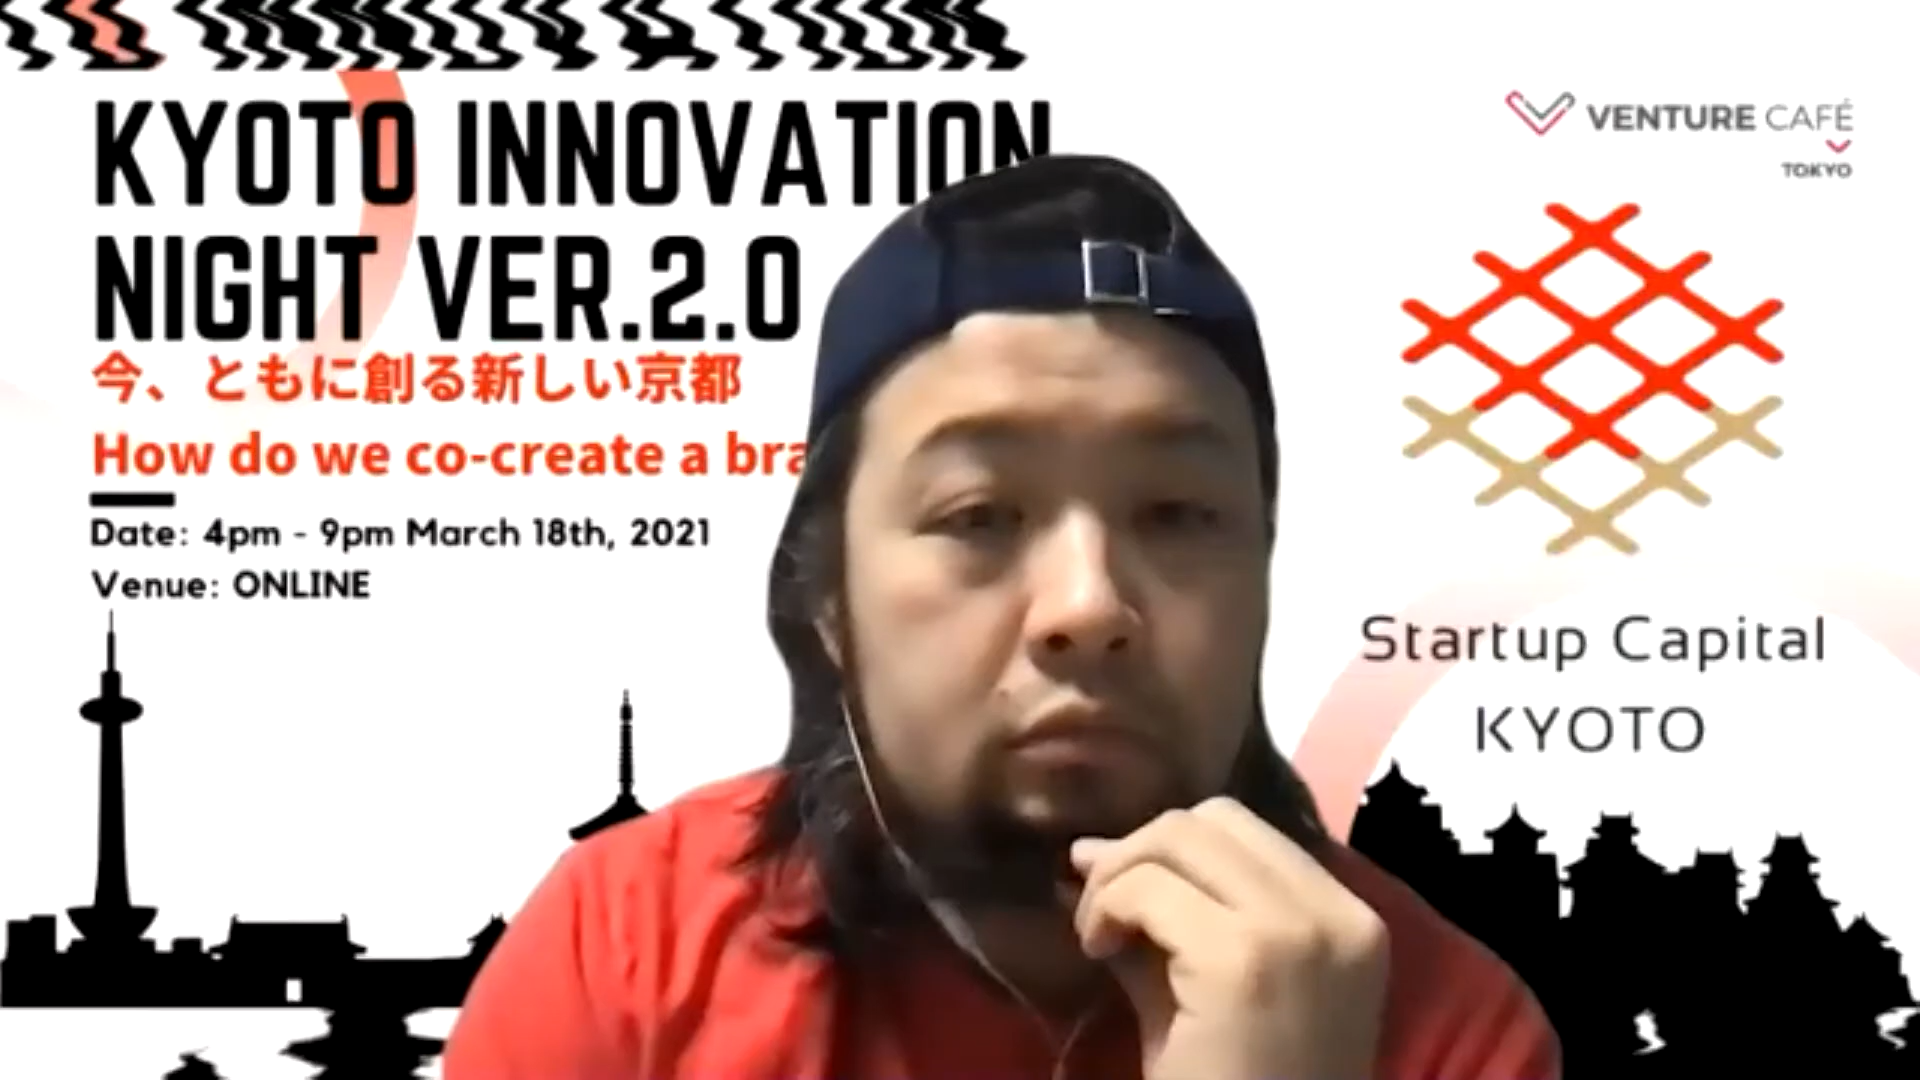 KYOTO INNOVATION
NIGHT VER.2.0
今、ともに創る新しい京都
How do we co-create a bra
Date: 4pm - 9pm March 18th, 2021
Venue: ONLINE
VENTURE CAFÉ
TOKYO
Startup Capital
KYOTO